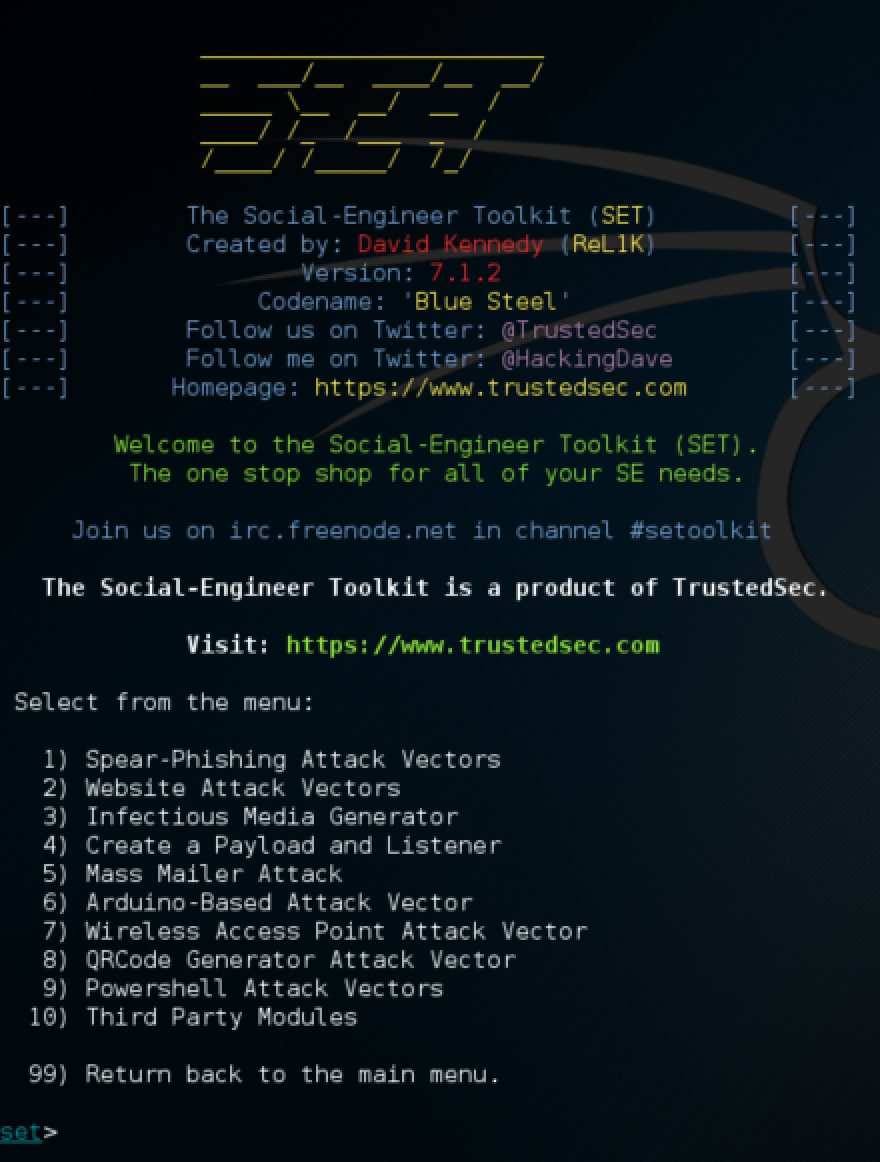 [---] The Social-Engineer Toolkit (SET) [---]
[---] Created by: David Kennedy (ReL1K) [---]
[---] Version: 7.1.2 [---]
[---] Codename: 'Blue Steel' [---]
[---] Follow us on Twitter: @TrustedSec [---]
[---] Follow me on Twitter: @HackingDave [---]
[---] Homepage: https://www.trustedsec.com [---]
Welcome to the Social-Engineer Toolkit (SET).
The one stop shop for all of your SE needs.
Join us on irc.freenode.net in channel #setoolkit
The Social-Engineer Toolkit is a product of TrustedSec.
Visit: https://www.trustedsec.com
Select from the menu:
1) Spear-Phishing Attack Vectors
2) Website Attack Vectors
3) Infectious Media Generator
4) Create a Payload and Listener
5) Mass Mailer Attack
6) Arduino-Based Attack Vector
7) Wireless Access Point Attack Vector
8) QRCode Generator Attack Vector
9) Powershell Attack Vectors
10) Third Party Modules
99) Return back to the main menu.
set>